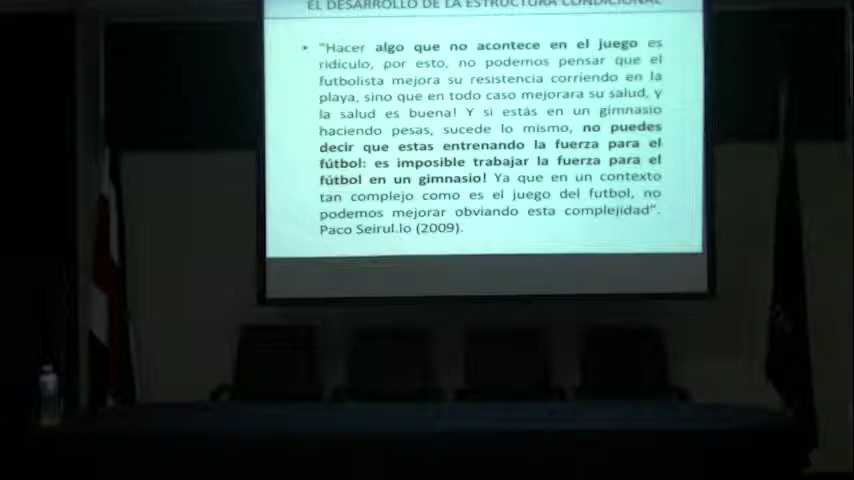 EL DESARROLLO DE LA ESTRUCTURA CONDICIONAL
• "Hacer algo que no acontece en el juego es
ridículo, por esto, no podemos pensar que el
futbolista mejora su resistencia corriendo en la
playa, sino que en todo caso mejorara su salud, y
la salud es buena! Y si estás en un gimnasio
haciendo pesas, sucede lo mismo, no puedes
decir que estas entrenando la fuerza para el
fútbol: es imposible trabajar la fuerza para el
fútbol en un gimnasio! Ya que en un contexto
tan complejo como es el juego del futbol, no
podemos mejorar obviando esta complejidad".
Paco Seirul.lo (2009).